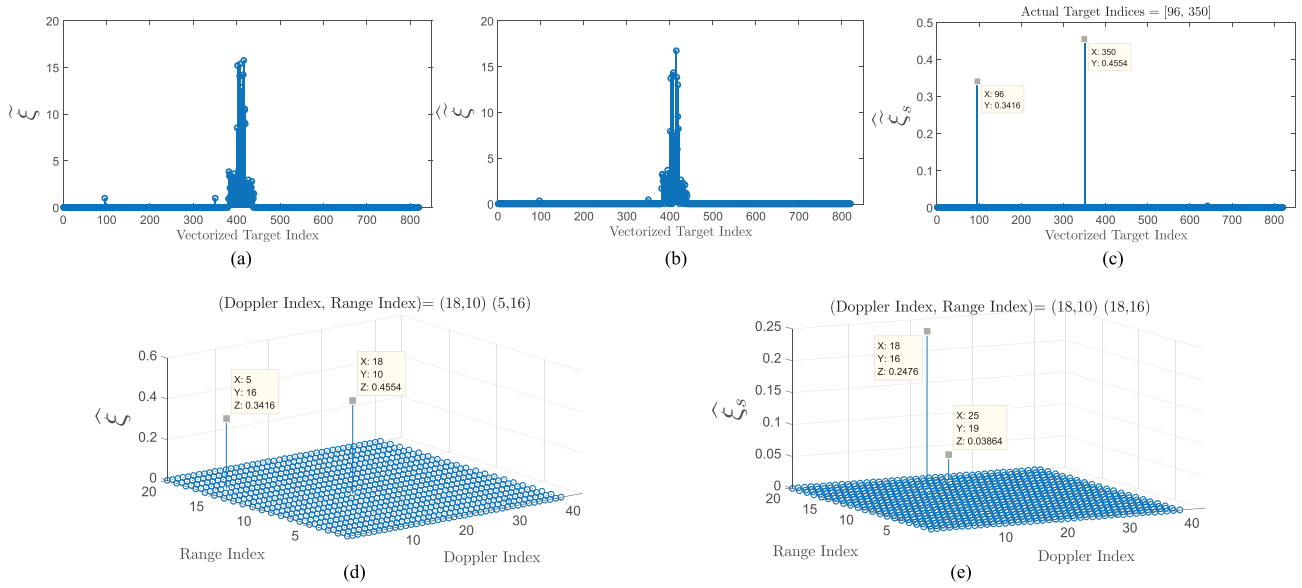 20
15
10
5
0
0 100 200 300 400 500 600 700 800
ξ̃
Vectorized Target Index
(a)
20
15
10
5
0
0 100 200 300 400 500 600 700 800
ξ̃̂
Vectorized Target Index
(b)
Actual Target Indices = [96, 350]
0.5
0.4
0.3
0.2
0.1
0
X: 350
Y: 0.4554
X: 96
Y: 0.3416
0 100 200 300 400 500 600 700 800
ξ̃̂s
Vectorized Target Index
(c)
(Doppler Index, Range Index)= (18,10) (5,16)
0.6
0.4
0.2
0
X: 5
Y: 16
Z: 0.3416
X: 18
Y: 10
Z: 0.4554
ξ̂
20 15 10 5
10 20 30 40
Range Index
Doppler Index
(d)
(Doppler Index, Range Index)= (18,10) (18,16)
0.25
0.2
0.15
0.1
0.05
0
X: 18
Y: 16
Z: 0.2476
X: 25
Y: 19
Z: 0.03864
ξ̂s
20 15 10 5
10 20 30 40
Range Index
Doppler Index
(e)